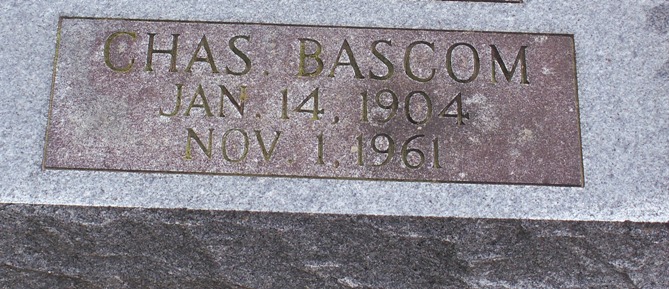 CHAS. BASCOM
JAN. 14, 1904
NOV. 1, 1961